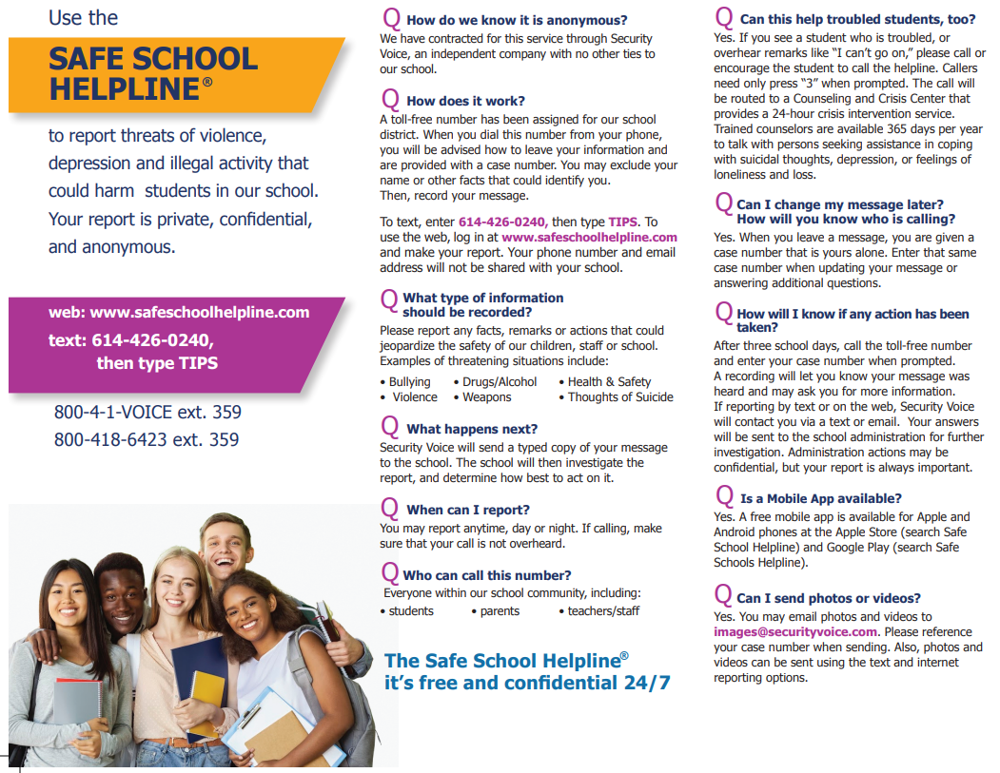 Use the
SAFE SCHOOL
HELPLINE®
to report threats of violence,
depression and illegal activity that
could harm students in our school.
Your report is private, confidential,
and anonymous.
web: www.safeschoolhelpline.com
text: 614-426-0240,
then type TIPS
800-4-1-VOICE ext. 359
800-418-6423 ext. 359
Q How do we know it is anonymous?
We have contracted for this service through Security
Voice, an independent company with no other ties to
our school.
Q How does it work?
A toll-free number has been assigned for our school
district. When you dial this number from your phone,
you will be advised how to leave your information and
are provided with a case number. You may exclude your
name or other facts that could identify you.
Then, record your message.
To text, enter 614-426-0240, then type TIPS. To
use the web, log in at www.safeschoolhelpline.com
and make your report. Your phone number and email
address will not be shared with your school.
Q What type of information
should be recorded?
Please report any facts, remarks or actions that could
jeopardize the safety of our children, staff or school.
Examples of threatening situations include:
• Bullying • Drugs/Alcohol • Health & Safety
• Violence • Weapons • Thoughts of Suicide
Q What happens next?
Security Voice will send a typed copy of your message
to the school. The school will then investigate the
report, and determine how best to act on it.
Q When can I report?
You may report anytime, day or night. If calling, make
sure that your call is not overheard.
Q Who can call this number?
Everyone within our school community, including:
• students • parents • teachers/staff
The Safe School Helpline®
it's free and confidential 24/7
Q Can this help troubled students, too?
Yes. If you see a student who is troubled, or
overhear remarks like "I can't go on," please call or
encourage the student to call the helpline. Callers
need only press "3" when prompted. The call will
be routed to a Counseling and Crisis Center that
provides a 24-hour crisis intervention service.
Trained counselors are available 365 days per year
to talk with persons seeking assistance in coping
with suicidal thoughts, depression, or feelings of
loneliness and loss.
Q Can I change my message later?
How will you know who is calling?
Yes. When you leave a message, you are given a
case number that is yours alone. Enter that same
case number when updating your message or
answering additional questions.
Q How will I know if any action has been
taken?
After three school days, call the toll-free number
and enter your case number when prompted.
A recording will let you know your message was
heard and may ask you for more information.
If reporting by text or on the web, Security Voice
will contact you via a text or email. Your answers
will be sent to the school administration for further
investigation. Administration actions may be
confidential, but your report is always important.
Q Is a Mobile App available?
Yes. A free mobile app is available for Apple and
Android phones at the Apple Store (search Safe
School Helpline) and Google Play (search Safe
Schools Helpline).
Q Can I send photos or videos?
Yes. You may email photos and videos to
images@securityvoice.com. Please reference
your case number when sending. Also, photos and
videos can be sent using the text and internet
reporting options.